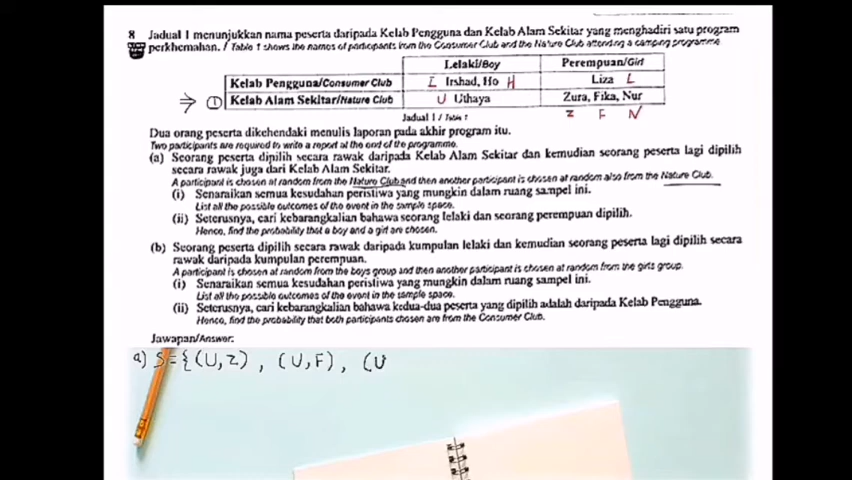 8 Jadual 1 menunjukkan nama peserta daripada Kelab Pengguna dan Kelab Alam Sekitar yang menghadiri satu program
perkhemahan. / Table 1 shows the names of participants from the Consumer Club and the Nature Club attending a camping programme.
Lelaki/Boy Perempuan/Girl
Kelab Pengguna/Consumer Club I Irshad, Ho H Liza L
→ ① Kelab Alam Sekitar/Nature Club U Uthaya Zura, Fika, Nur
Z F N
Jadual 1 / Table 1
Dua orang peserta dikehendaki menulis laporan pada akhir program itu.
Two participants are required to write a report at the end of the programme.
(a) Seorang peserta dipilih secara rawak daripada Kelab Alam Sekitar dan kemudian seorang peserta lagi dipilih
secara rawak juga dari Kelab Alam Sekitar.
A participant is chosen at random from the Nature Club and then another participant is chosen at random also from the Nature Club.
(i) Senaraikan semua kesudahan peristiwa yang mungkin dalam ruang sampel ini.
List all the possible outcomes of the event in the sample space.
(ii) Seterusnya, cari kebarangkalian bahawa seorang lelaki dan seorang perempuan dipilih.
Hence, find the probability that a boy and a girl are chosen.
(b) Seorang peserta dipilih secara rawak daripada kumpulan lelaki dan kemudian seorang peserta lagi dipilih secara
rawak daripada kumpulan perempuan.
A participant is chosen at random from the boys group and then another participant is chosen at random from the girls group.
(i) Senaraikan semua kesudahan peristiwa yang mungkin dalam ruang sampel ini.
List all the possible outcomes of the event in the sample space.
(ii) Seterusnya, cari kebarangkalian bahawa kedua-dua peserta yang dipilih adalah daripada Kelab Pengguna.
Hence, find the probability that both participants chosen are from the Consumer Club.
Jawapan/Answer:
a) S = {(U,Z) , (U,F) , (U